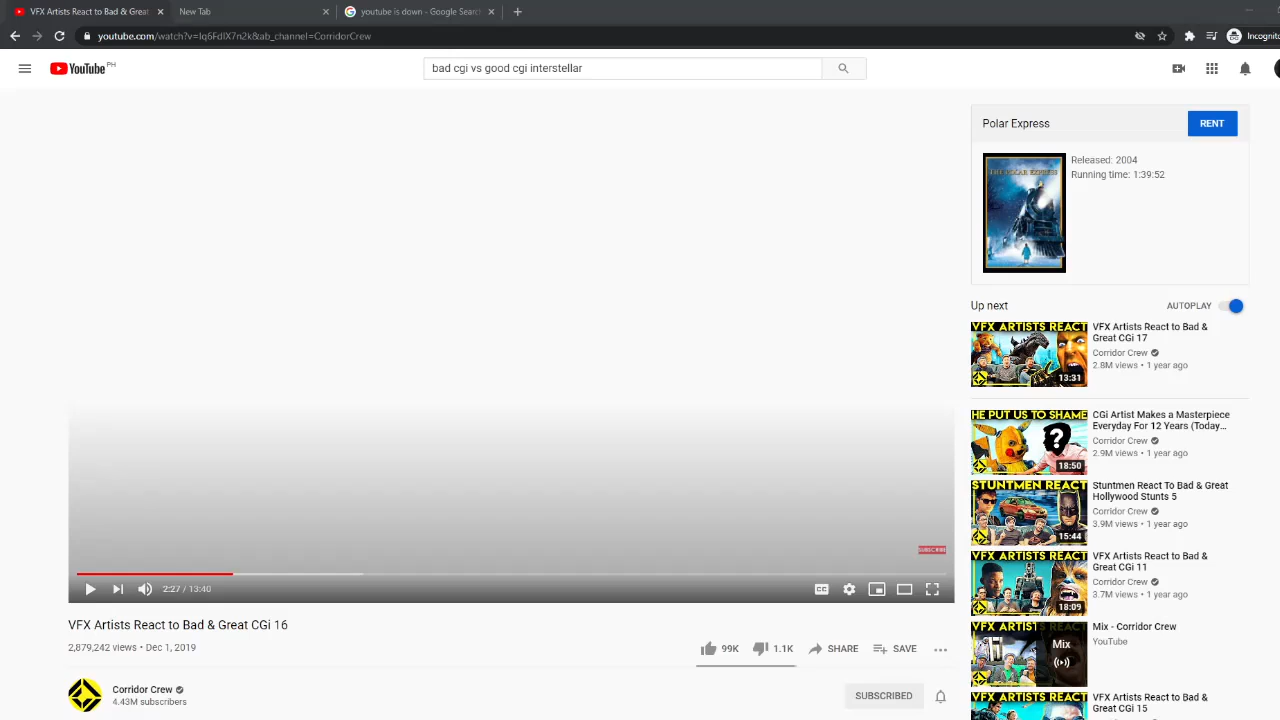 VFX Artists React to Bad & Great
New Tab
youtube is down - Google Search
youtube.com/watch?v=Iq6FdIX7n2k&ab_channel=CorridorCrew
Incognito
YouTube PH
bad cgi vs good cgi interstellar
Polar Express
RENT
THE POLAR EXPRESS
Released: 2004
Running time: 1:39:52
Up next
AUTOPLAY
VFX ARTISTS REACT
13:31
VFX Artists React to Bad &
Great CGi 17
Corridor Crew
2.8M views • 1 year ago
HE PUT US TO SHAME
?
18:50
CGi Artist Makes a Masterpiece
Everyday For 12 Years (Today...
Corridor Crew
2.9M views • 1 year ago
STUNTMEN REACT
15:44
Stuntmen React To Bad & Great
Hollywood Stunts 5
Corridor Crew
3.9M views • 1 year ago
VFX ARTISTS REACT
18:09
VFX Artists React to Bad &
Great CGi 11
Corridor Crew
3.7M views • 1 year ago
VFX ARTISTS REACT
Mix
Mix - Corridor Crew
YouTube
VFX ARTISTS REACT
VFX Artists React to Bad &
Great CGi 15
SUBSCRIBE
2:27 / 13:40
CC
VFX Artists React to Bad & Great CGi 16
2,879,242 views • Dec 1, 2019
99K
1.1K
SHARE
SAVE
Corridor Crew
4.43M subscribers
SUBSCRIBED